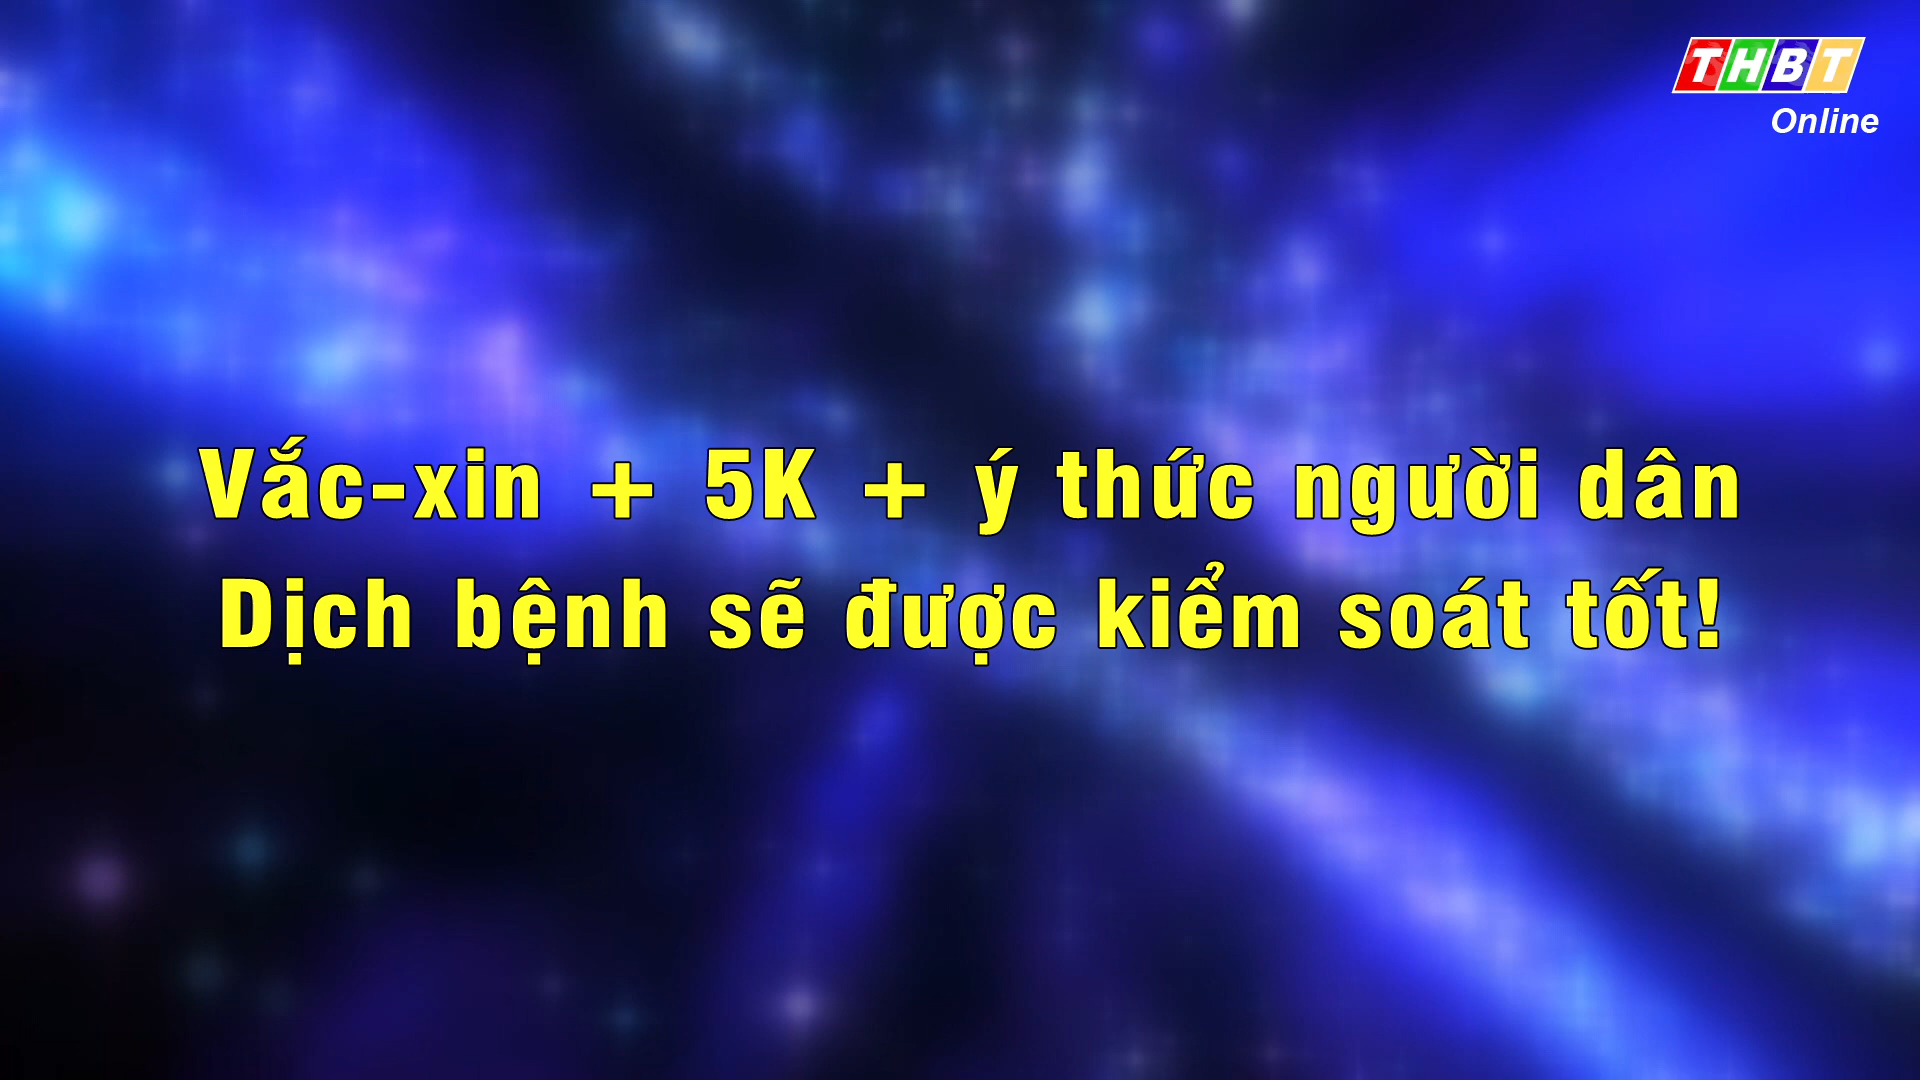 THBT
Online
Vắc-xin + 5K + ý thức người dân
Dịch bệnh sẽ được kiểm soát tốt!